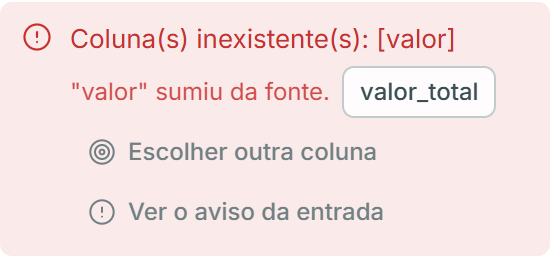 Coluna(s) inexistente(s): [valor]
"valor" sumiu da fonte. valor_total
Escolher outra coluna
Ver o aviso da entrada